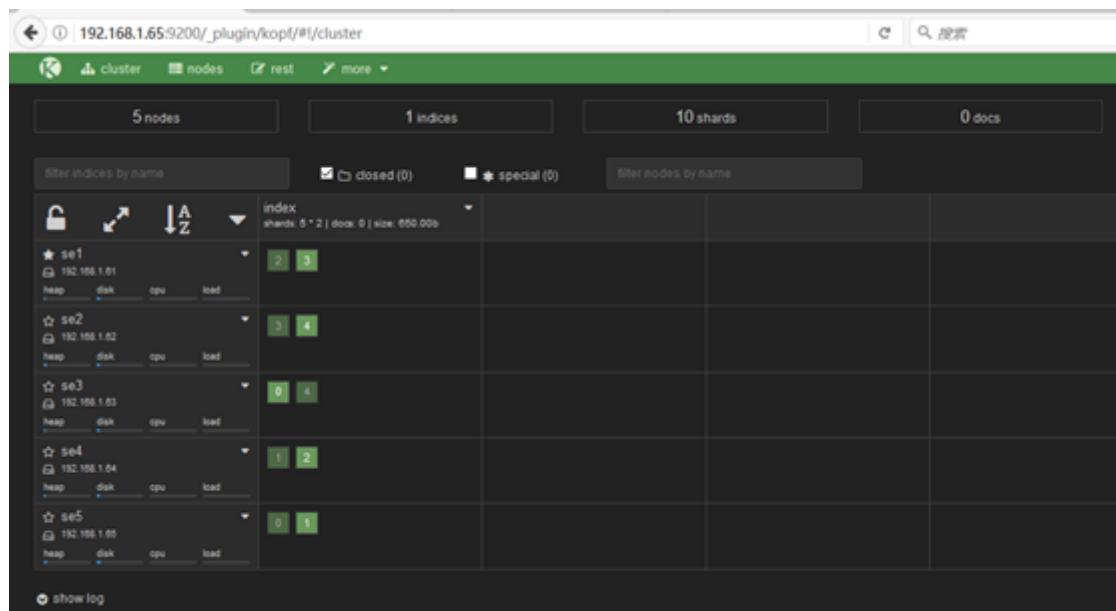 192.168.1.65:9200/_plugin/kopf/#!/cluster
搜索
cluster nodes rest more
5 nodes 1 indices 10 shards 0 docs
filter indices by name closed (0) special (0) filter nodes by name
A
Z
index
shards: 5 * 2 | docs: 0 | size: 650.00b
se1
192.168.1.61
heap disk cpu load
2 3
se2
192.168.1.62
heap disk cpu load
3 4
se3
192.168.1.63
heap disk cpu load
0 4
se4
192.168.1.64
heap disk cpu load
1 2
se5
192.168.1.65
heap disk cpu load
0 1
show log